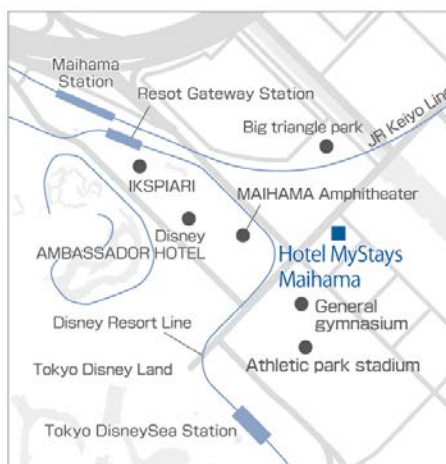 Maihama
Station
Resot Gateway Station
Big triangle park
JR Keiyo Line
IKSPIARI
MAIHAMA Amphitheater
Disney
AMBASSADOR HOTEL
Hotel MyStays
Maihama
General
gymnasium
Disney Resort Line
Athletic park stadium
Tokyo Disney Land
Tokyo DisneySea Station